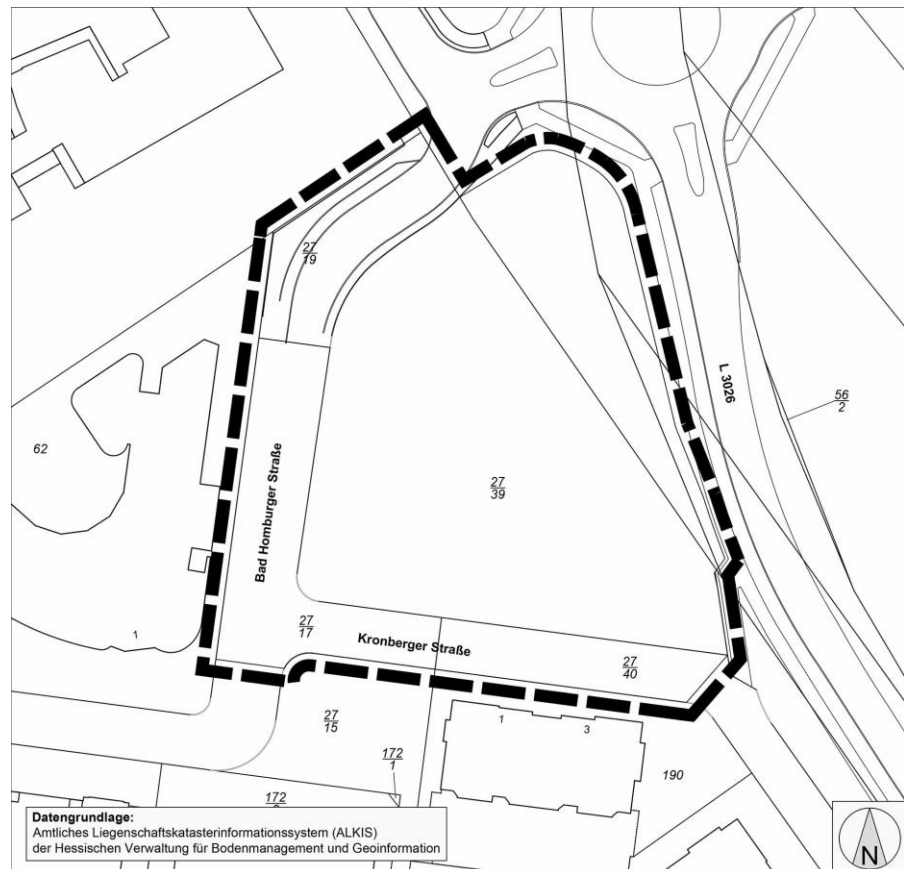 27
19
L 3026
56
2
62
Bad Homburger Straße
27
39
1
27
17
Kronberger Straße
27
40
27
15
1
3
172
1
190
172
Datengrundlage:
Amtliches Liegenschaftskatasterinformationssystem (ALKIS)
der Hessischen Verwaltung für Bodenmanagement und Geoinformation
N